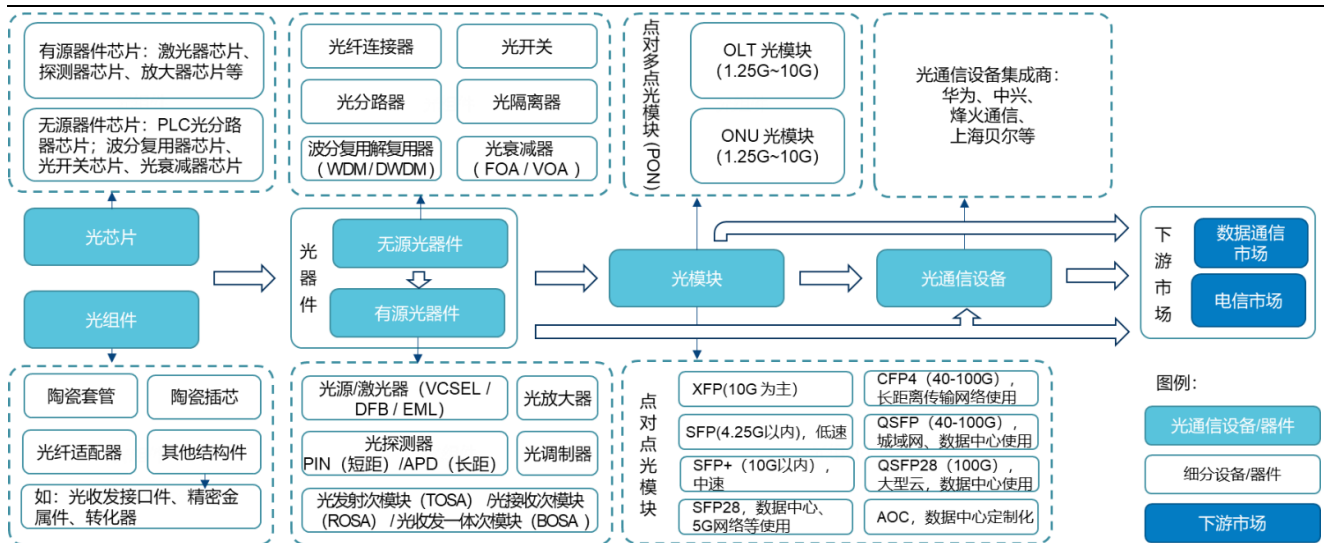 有源器件芯片：激光器芯片、
探测器芯片、放大器芯片等
无源器件芯片：PLC光分路
器芯片；波分复用器芯片、
光开关芯片、光衰减器芯片
光纤连接器
光开关
光分路器
光隔离器
波分复用解复用器
（WDM/DWDM）
光衰减器
（FOA/VOA）
点对多点光模块(PON)
OLT 光模块
(1.25G~10G)
ONU 光模块
(1.25G~10G)
光通信设备集成商：
华为、中兴、
烽火通信、
上海贝尔等
光芯片
光组件
光器件
无源光器件
有源光器件
光模块
光通信设备
下游市场
数据通信
市场
电信市场
陶瓷套管
陶瓷插芯
光纤适配器
其他结构件
如：光收发接口件、精密金
属件、转化器
光源/激光器（VCSEL /
DFB / EML）
光放大器
光探测器
PIN（短距）/APD（长距）
光调制器
光发射次模块（TOSA）/光接收次模块
（ROSA）/光收发一体次模块（BOSA）
点对点光模块
XFP(10G 为主)
CFP4（40-100G），
长距离传输网络使用
SFP(4.25G以内)，低速
QSFP（40-100G），
城域网、数据中心使用
SFP+（10G以内），
中速
QSFP28（100G），
大型云，数据中心使用
SFP28，数据中心、
5G网络等使用
AOC，数据中心定制化
图例：
光通信设备/器件
细分设备/器件
下游市场